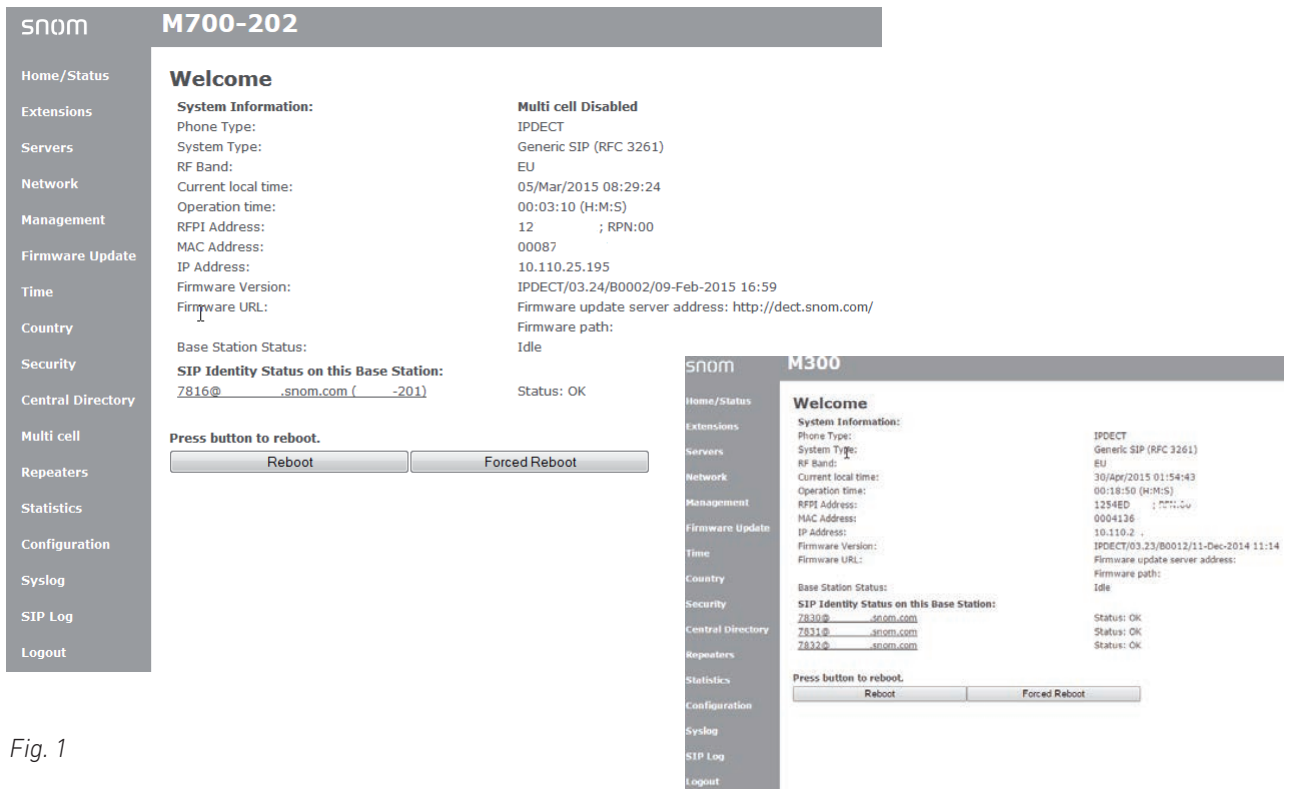 snom M700-202
Home/Status
Extensions
Servers
Network
Management
Firmware Update
Time
Country
Security
Central Directory
Multi cell
Repeaters
Statistics
Configuration
Syslog
SIP Log
Logout
Welcome
System Information: Multi cell Disabled
Phone Type: IPDECT
System Type: Generic SIP (RFC 3261)
RF Band: EU
Current local time: 05/Mar/2015 08:29:24
Operation time: 00:03:10 (H:M:S)
RFPI Address: 12 ; RPN:00
MAC Address: 00087
IP Address: 10.110.25.195
Firmware Version: IPDECT/03.24/B0002/09-Feb-2015 16:59
Firmware URL: Firmware update server address: http://dect.snom.com/
Firmware path:
Base Station Status: Idle
SIP Identity Status on this Base Station:
7816@ .snom.com ( -201) Status: OK
Press button to reboot.
Reboot Forced Reboot
snom M300
Home/Status
Extensions
Servers
Network
Management
Firmware Update
Time
Country
Security
Central Directory
Repeaters
Statistics
Configuration
Syslog
SIP Log
Logout
Welcome
System Information:
Phone Type: IPDECT
System Type: Generic SIP (RFC 3261)
RF Band: EU
Current local time: 30/Apr/2015 01:54:43
Operation time: 00:18:50 (H:M:S)
RFPI Address: 1254ED ;
MAC Address: 0004136
IP Address: 10.110.2 .
Firmware Version: IPDECT/03.23/B0012/11-Dec-2014 11:14
Firmware URL: Firmware update server address:
Firmware path:
Base Station Status: Idle
SIP Identity Status on this Base Station:
7830@ .snom.com Status: OK
7831@ .snom.com Status: OK
7832@ .snom.com Status: OK
Press button to reboot.
Reboot Forced Reboot
Fig. 1